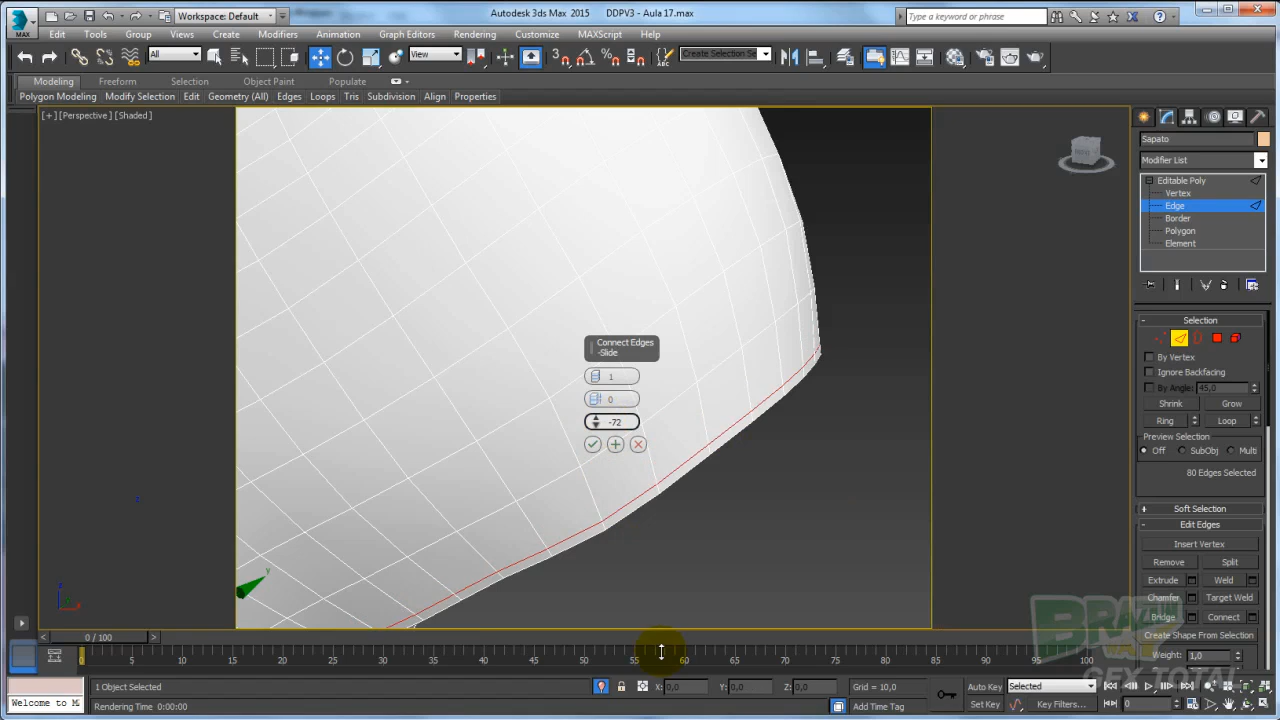 Workspace: Default
Autodesk 3ds Max 2015
DDPV3 - Aula 17.max
Type a keyword or phrase
MAX
Edit Tools Group Views Create Modifiers Animation Graph Editors Rendering Customize MAXScript Help
All
View
Create Selection Se
Modeling Freeform Selection Object Paint Populate
Polygon Modeling Modify Selection Edit Geometry (All) Edges Loops Tris Subdivision Align Properties
[+] [Perspective] [Shaded]
Sapato
Modifier List
Editable Poly
Vertex
Edge
Border
Polygon
Element
Selection
By Vertex
Ignore Backfacing
By Angle: 45,0
Shrink Grow
Ring Loop
Preview Selection
Off SubObj Multi
80 Edges Selected
Soft Selection
Edit Edges
Insert Vertex
Remove Split
Extrude Weld
Chamfer Target Weld
Bridge Connect
Create Shape From Selection
Weight: 1,0
Connect Edges
-Slide
1
0
-72
y
z
x
z
0 / 100
0 5 10 15 20 25 30 35 40 45 50 55 60 65 70 75 80 85 90 95 100
1 Object Selected
X: 0,0 Y: 0,0 Z: 0,0
Grid = 10,0
Auto Key
Selected
Welcome to M
Rendering Time 0:00:00
Add Time Tag
Set Key
Key Filters...
0
GFX TOTAL